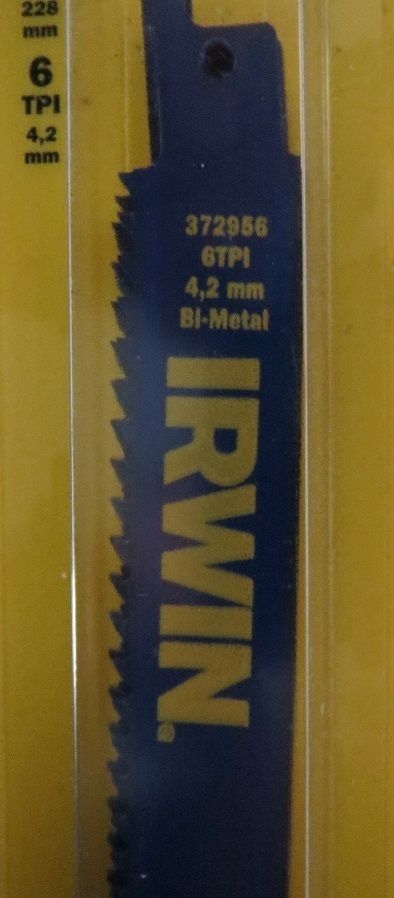 228
mm
6
TPI
4,2
mm
372956
6TPI
4,2 mm
Bi-Metal
IRWIN®